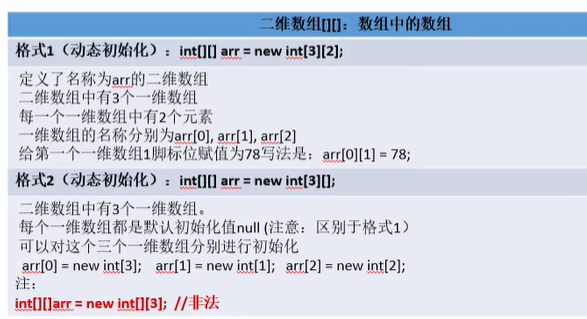 二维数组[][]：数组中的数组
格式1（动态初始化）：int[][] arr = new int[3][2];
定义了名称为arr的二维数组
二维数组中有3个一维数组
每一个一维数组中有2个元素
一维数组的名称分别为arr[0], arr[1], arr[2]
给第一个一维数组1脚标位赋值为78写法是：arr[0][1] = 78;
格式2（动态初始化）：int[][] arr = new int[3][];
二维数组中有3个一维数组。
每个一维数组都是默认初始化值null (注意：区别于格式1）
可以对这个三个一维数组分别进行初始化
arr[0] = new int[3]; arr[1] = new int[1]; arr[2] = new int[2];
注：
int[][]arr = new int[][3]; //非法